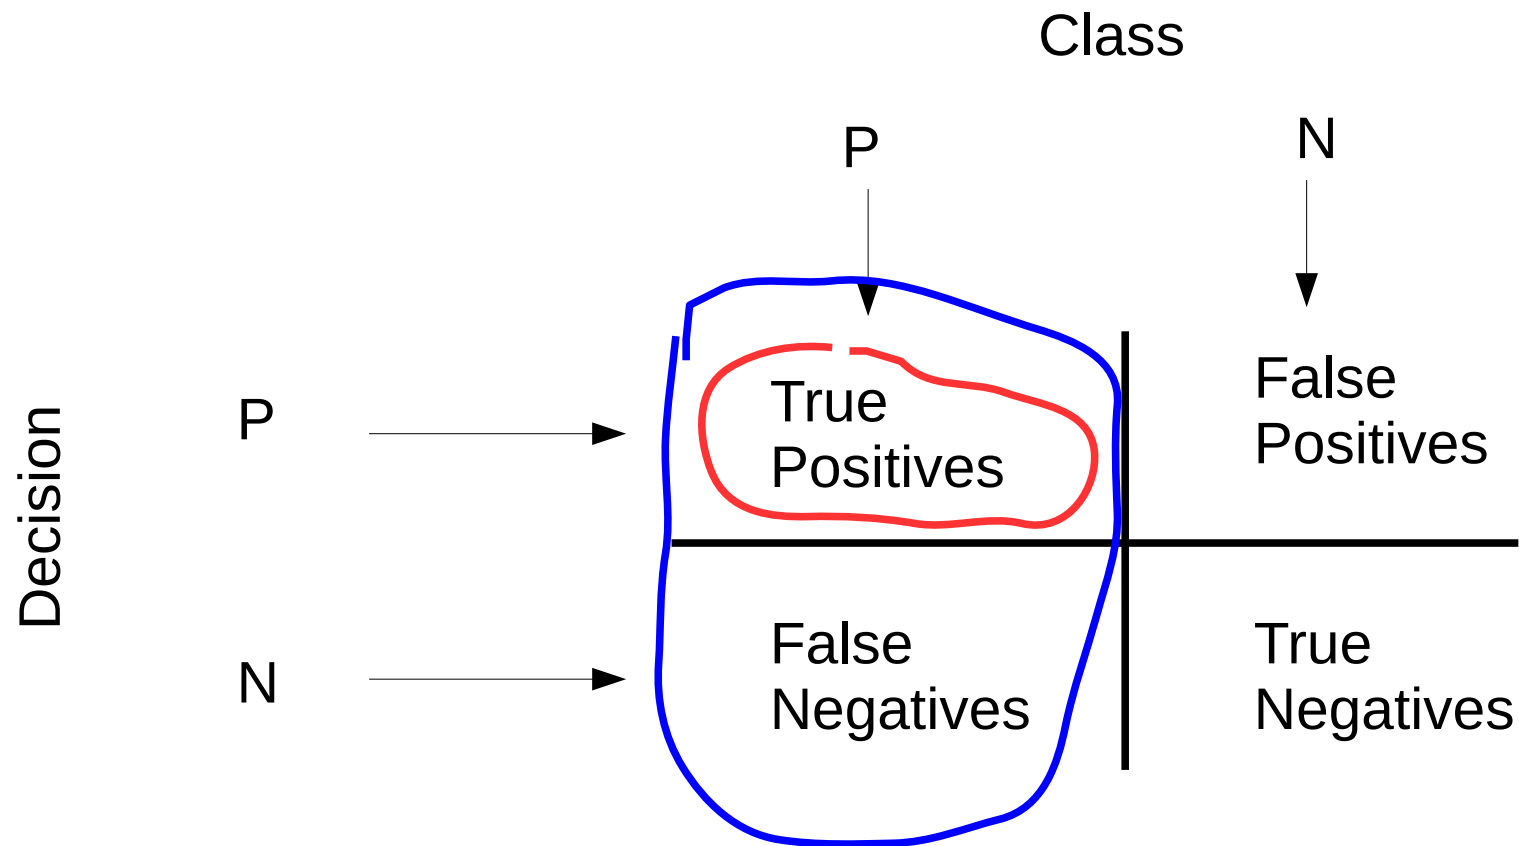 Class
P
N
Decision
P
True
Positives
False
Positives
N
False
Negatives
True
Negatives